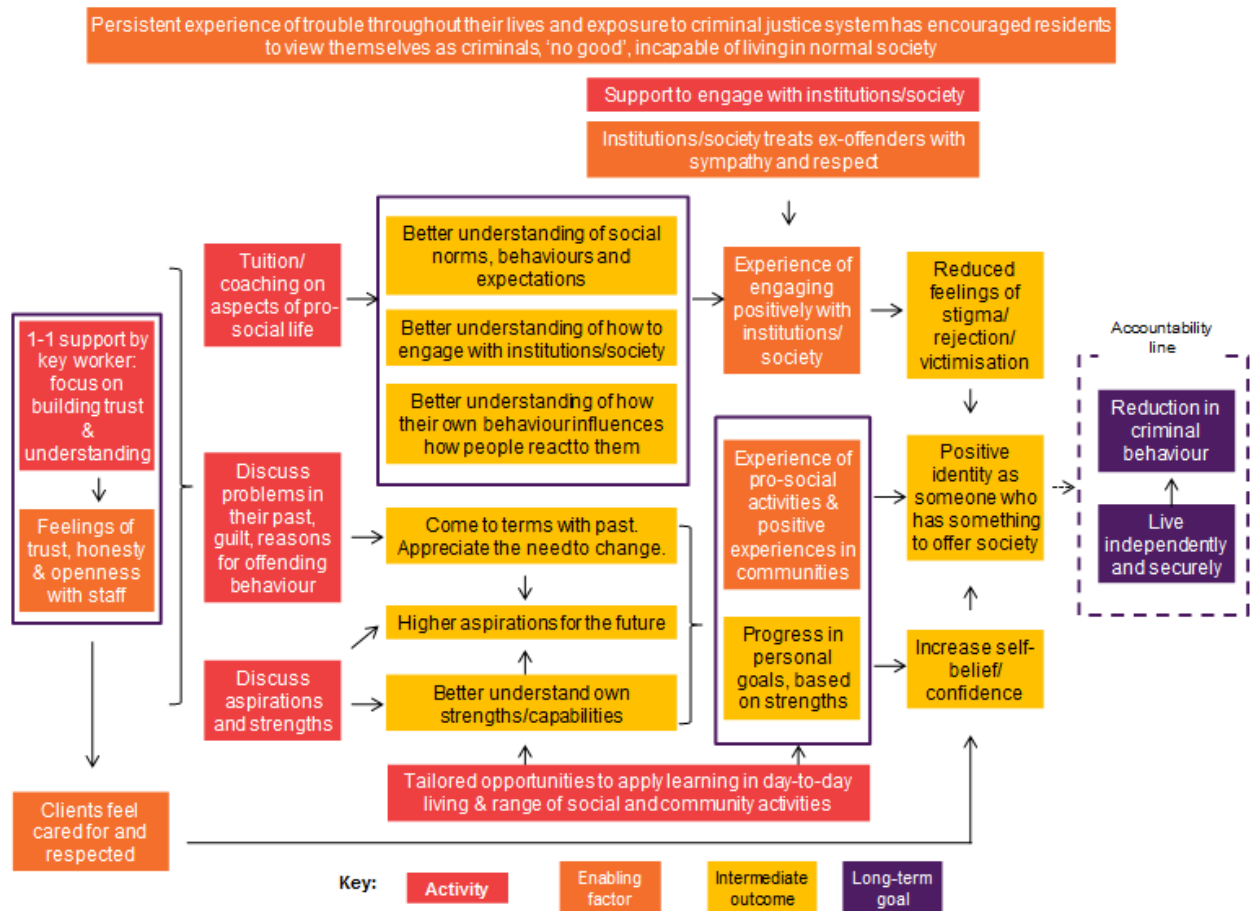 Persistent experience of trouble throughout their lives and exposure to criminal justice system has encouraged residents
to view themselves as criminals, 'no good', incapable of living in normal society
Support to engage with institutions/society
Institutions/society treats ex-offenders with
sympathy and respect
1-1 support by
key worker:
focus on
building trust
&
understanding
Feelings of
trust, honesty
& openness
with staff
Tuition/
coaching on
aspects of pro-
social life
Discuss
problems in
their past,
guilt, reasons
for offending
behaviour
Discuss
aspirations
and strengths
Better understanding of social
norms, behaviours and
expectations
Better understanding of how to
engage with institutions/society
Better understanding of how
their own behaviour influences
how people react to them
Come to terms with past.
Appreciate the need to change.
Higher aspirations for the future
Better understand own
strengths/capabilities
Experience of
engaging
positively with
institutions/
society
Experience of
pro-social
activities &
positive
experiences in
communities
Progress in
personal
goals, based
on strengths
Reduced
feelings of
stigma/
rejection/
victimisation
Positive
identity as
someone who
has something
to offer society
Increase self-
belief/
confidence
Accountability
line
Reduction in
criminal
behaviour
Live
independently
and securely
Tailored opportunities to apply learning in day-to-day
living & range of social and community activities
Clients feel
cared for and
respected
Key:
Activity
Enabling
factor
Intermediate
outcome
Long-term
goal